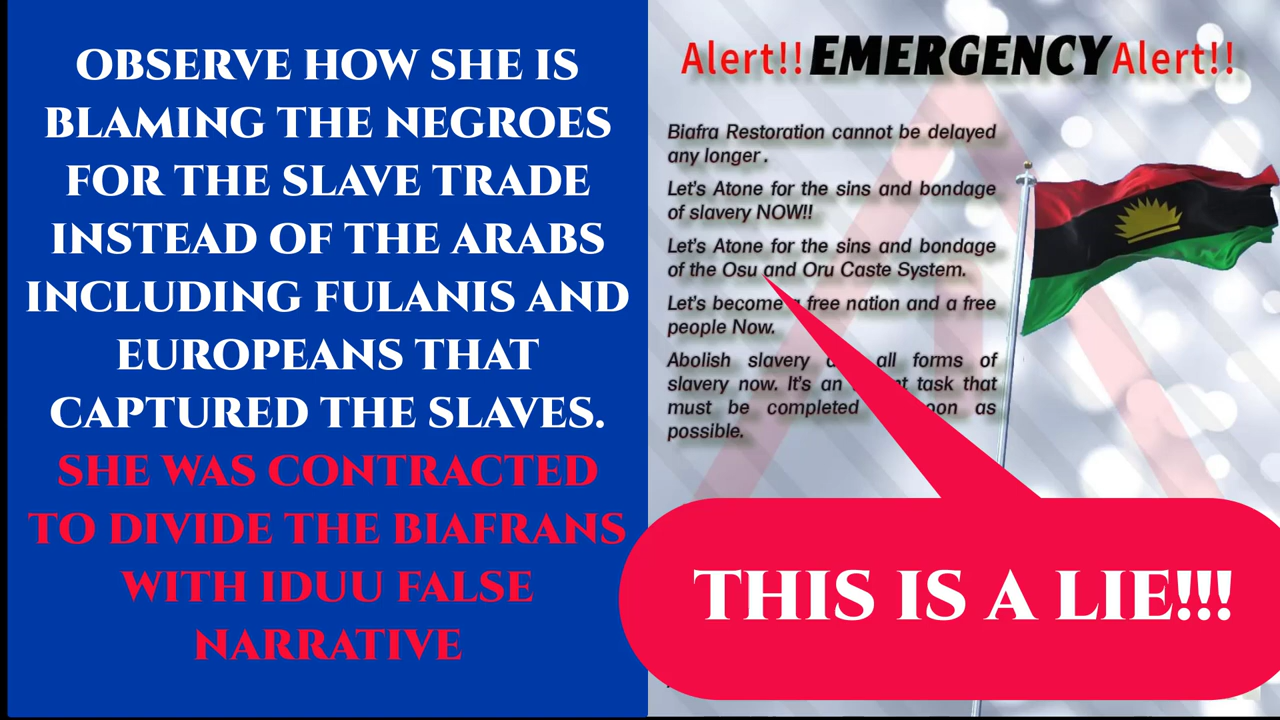 OBSERVE HOW SHE IS
BLAMING THE NEGROES
FOR THE SLAVE TRADE
INSTEAD OF THE ARABS
INCLUDING FULANIS AND
EUROPEANS THAT
CAPTURED THE SLAVES.
SHE WAS CONTRACTED
TO DIVIDE THE BIAFRANS
WITH IDUU FALSE
NARRATIVE
Alert!! EMERGENCY Alert!!
Biafra Restoration cannot be delayed
any longer.
Let's Atone for the sins and bondage
of slavery NOW!!
Let's Atone for the sins and bondage
of the Osu and Oru Caste System.
Let's become free nation and a free
people Now.
Abolish slavery all forms of
slavery now. It's an task that
must be completed as
possible.
THIS IS A LIE!!!